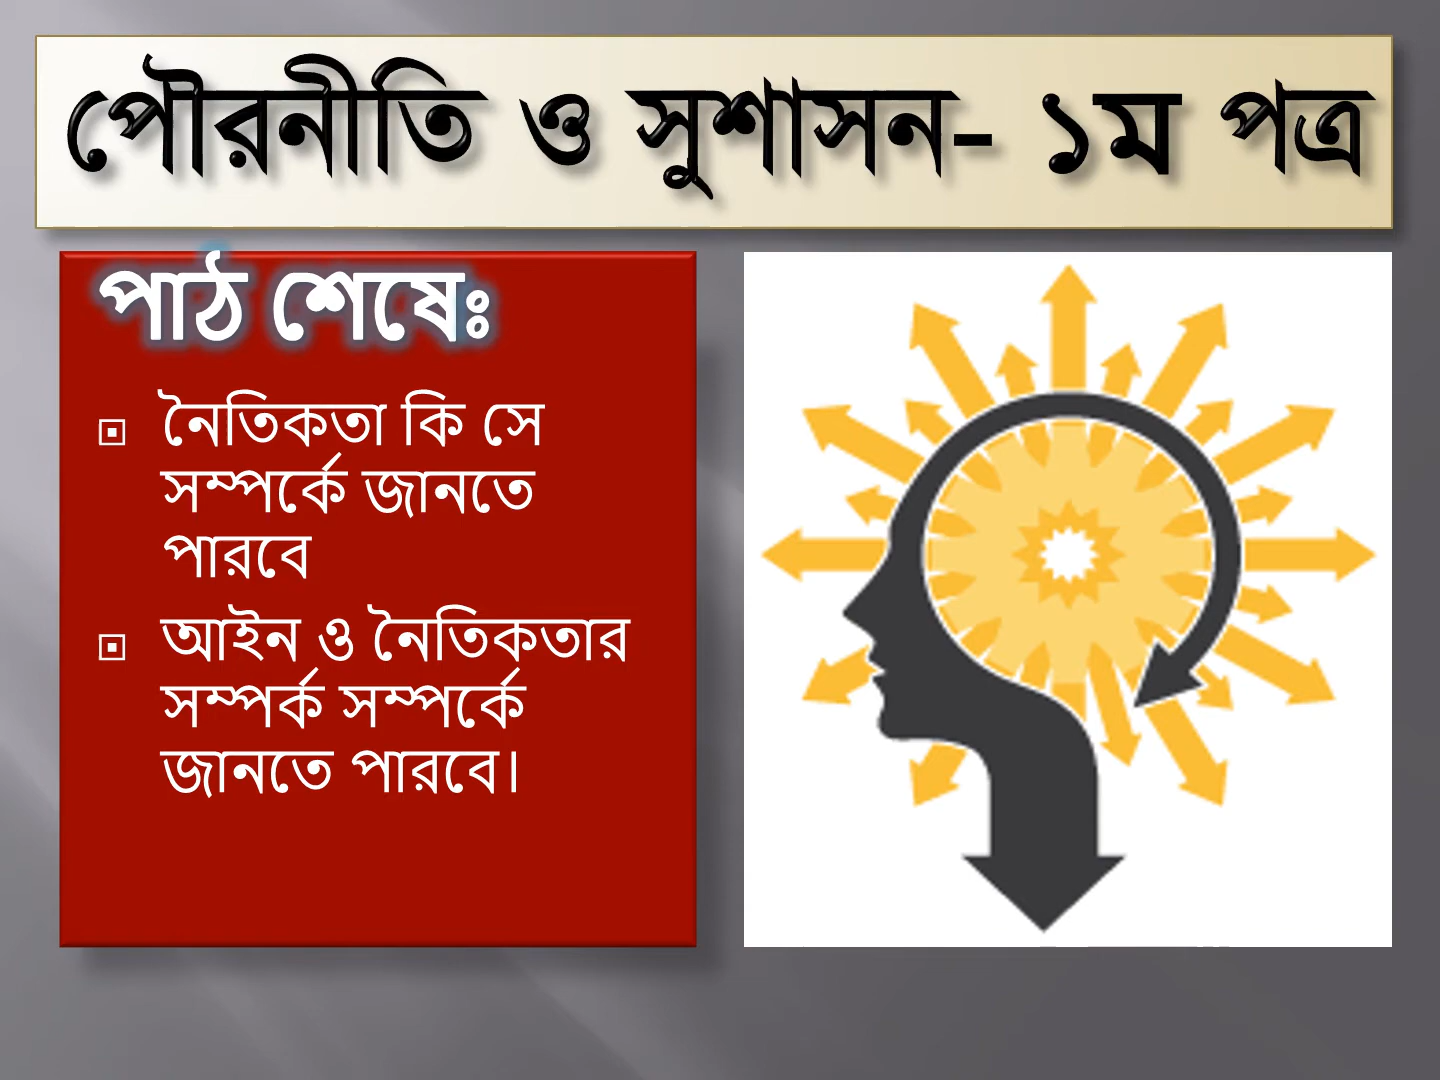 পৌরনীতি ও সুশাসন- ১ম পত্র
পাঠ শেষেঃ
নৈতিকতা কি সে
সম্পর্কে জানতে
পারবে
আইন ও নৈতিকতার
সম্পর্ক সম্পর্কে
জানতে পারবে।